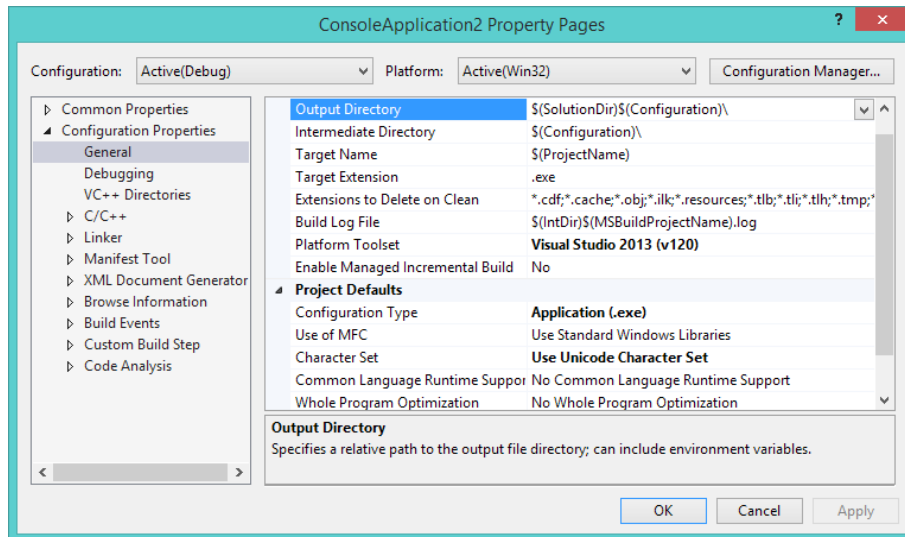 ConsoleApplication2 Property Pages
? ×
Configuration: Active(Debug) Platform: Active(Win32) Configuration Manager...
Common Properties
Configuration Properties
General
Debugging
VC++ Directories
C/C++
Linker
Manifest Tool
XML Document Generator
Browse Information
Build Events
Custom Build Step
Code Analysis
Output Directory $(SolutionDir)$(Configuration)\
Intermediate Directory $(Configuration)\
Target Name $(ProjectName)
Target Extension .exe
Extensions to Delete on Clean *.cdf;*.cache;*.obj;*.ilk;*.resources;*.tlb;*.tli;*.tlh;*.tmp;*
Build Log File $(IntDir)$(MSBuildProjectName).log
Platform Toolset Visual Studio 2013 (v120)
Enable Managed Incremental Build No
Project Defaults
Configuration Type Application (.exe)
Use of MFC Use Standard Windows Libraries
Character Set Use Unicode Character Set
Common Language Runtime Suppor No Common Language Runtime Support
Whole Program Optimization No Whole Program Optimization
Output Directory
Specifies a relative path to the output file directory; can include environment variables.
OK Cancel Apply